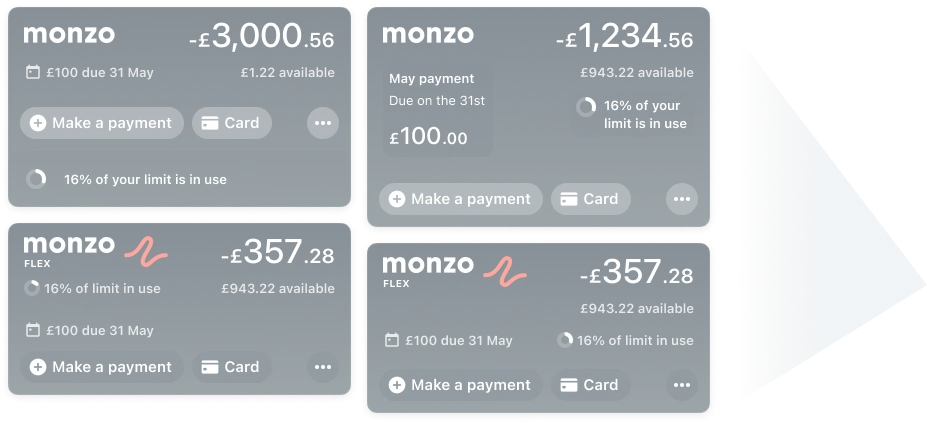 monzo
-£3,000.56
£100 due 31 May
£1.22 available
Make a payment
Card
16% of your limit is in use
monzo
FLEX
-£357.28
16% of limit in use
£943.22 available
£100 due 31 May
Make a payment
Card
monzo
-£1,234.56
£943.22 available
May payment
Due on the 31st
£100.00
16% of your
limit is in use
Make a payment
Card
monzo
FLEX
-£357.28
£943.22 available
£100 due 31 May
16% of limit in use
Make a payment
Card